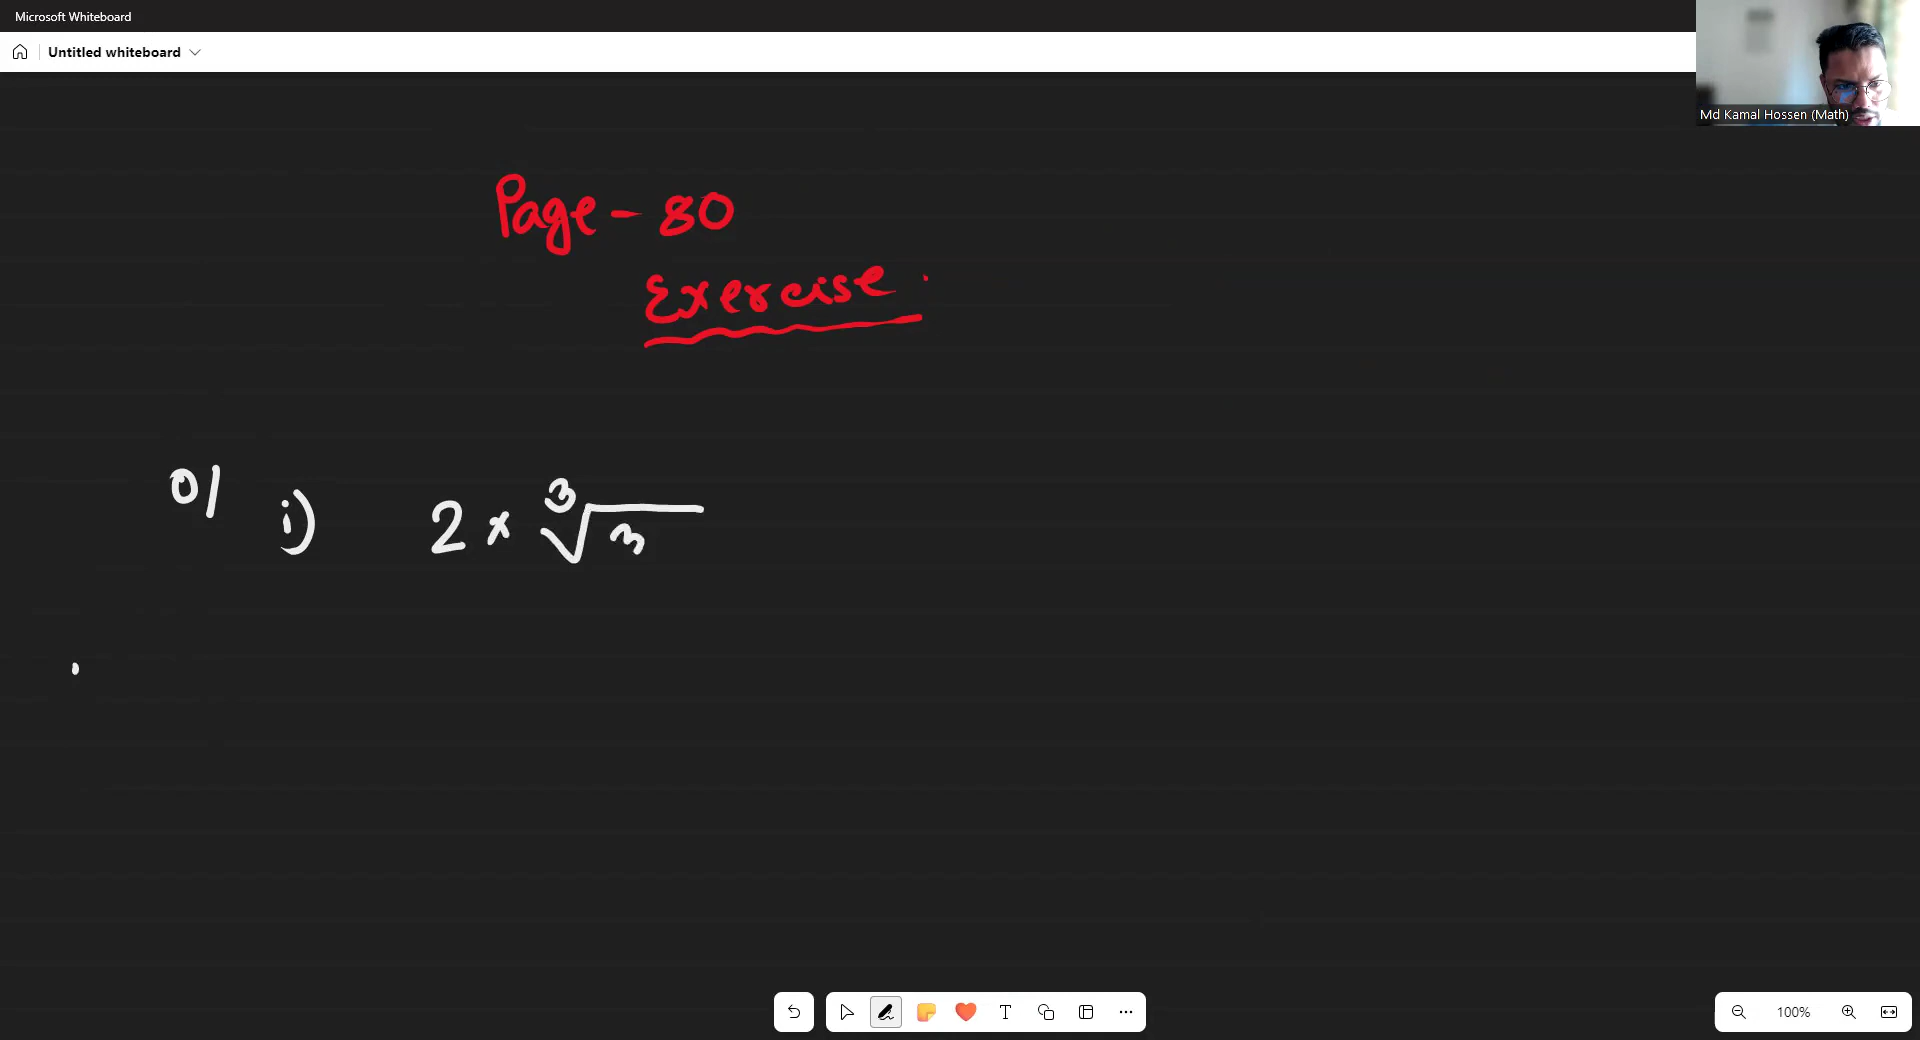 Microsoft Whiteboard
Untitled whiteboard
Md Kamal Hossen (Math)
Page - 80
Exercise.
01 i) 2 × ∛3
T
100%